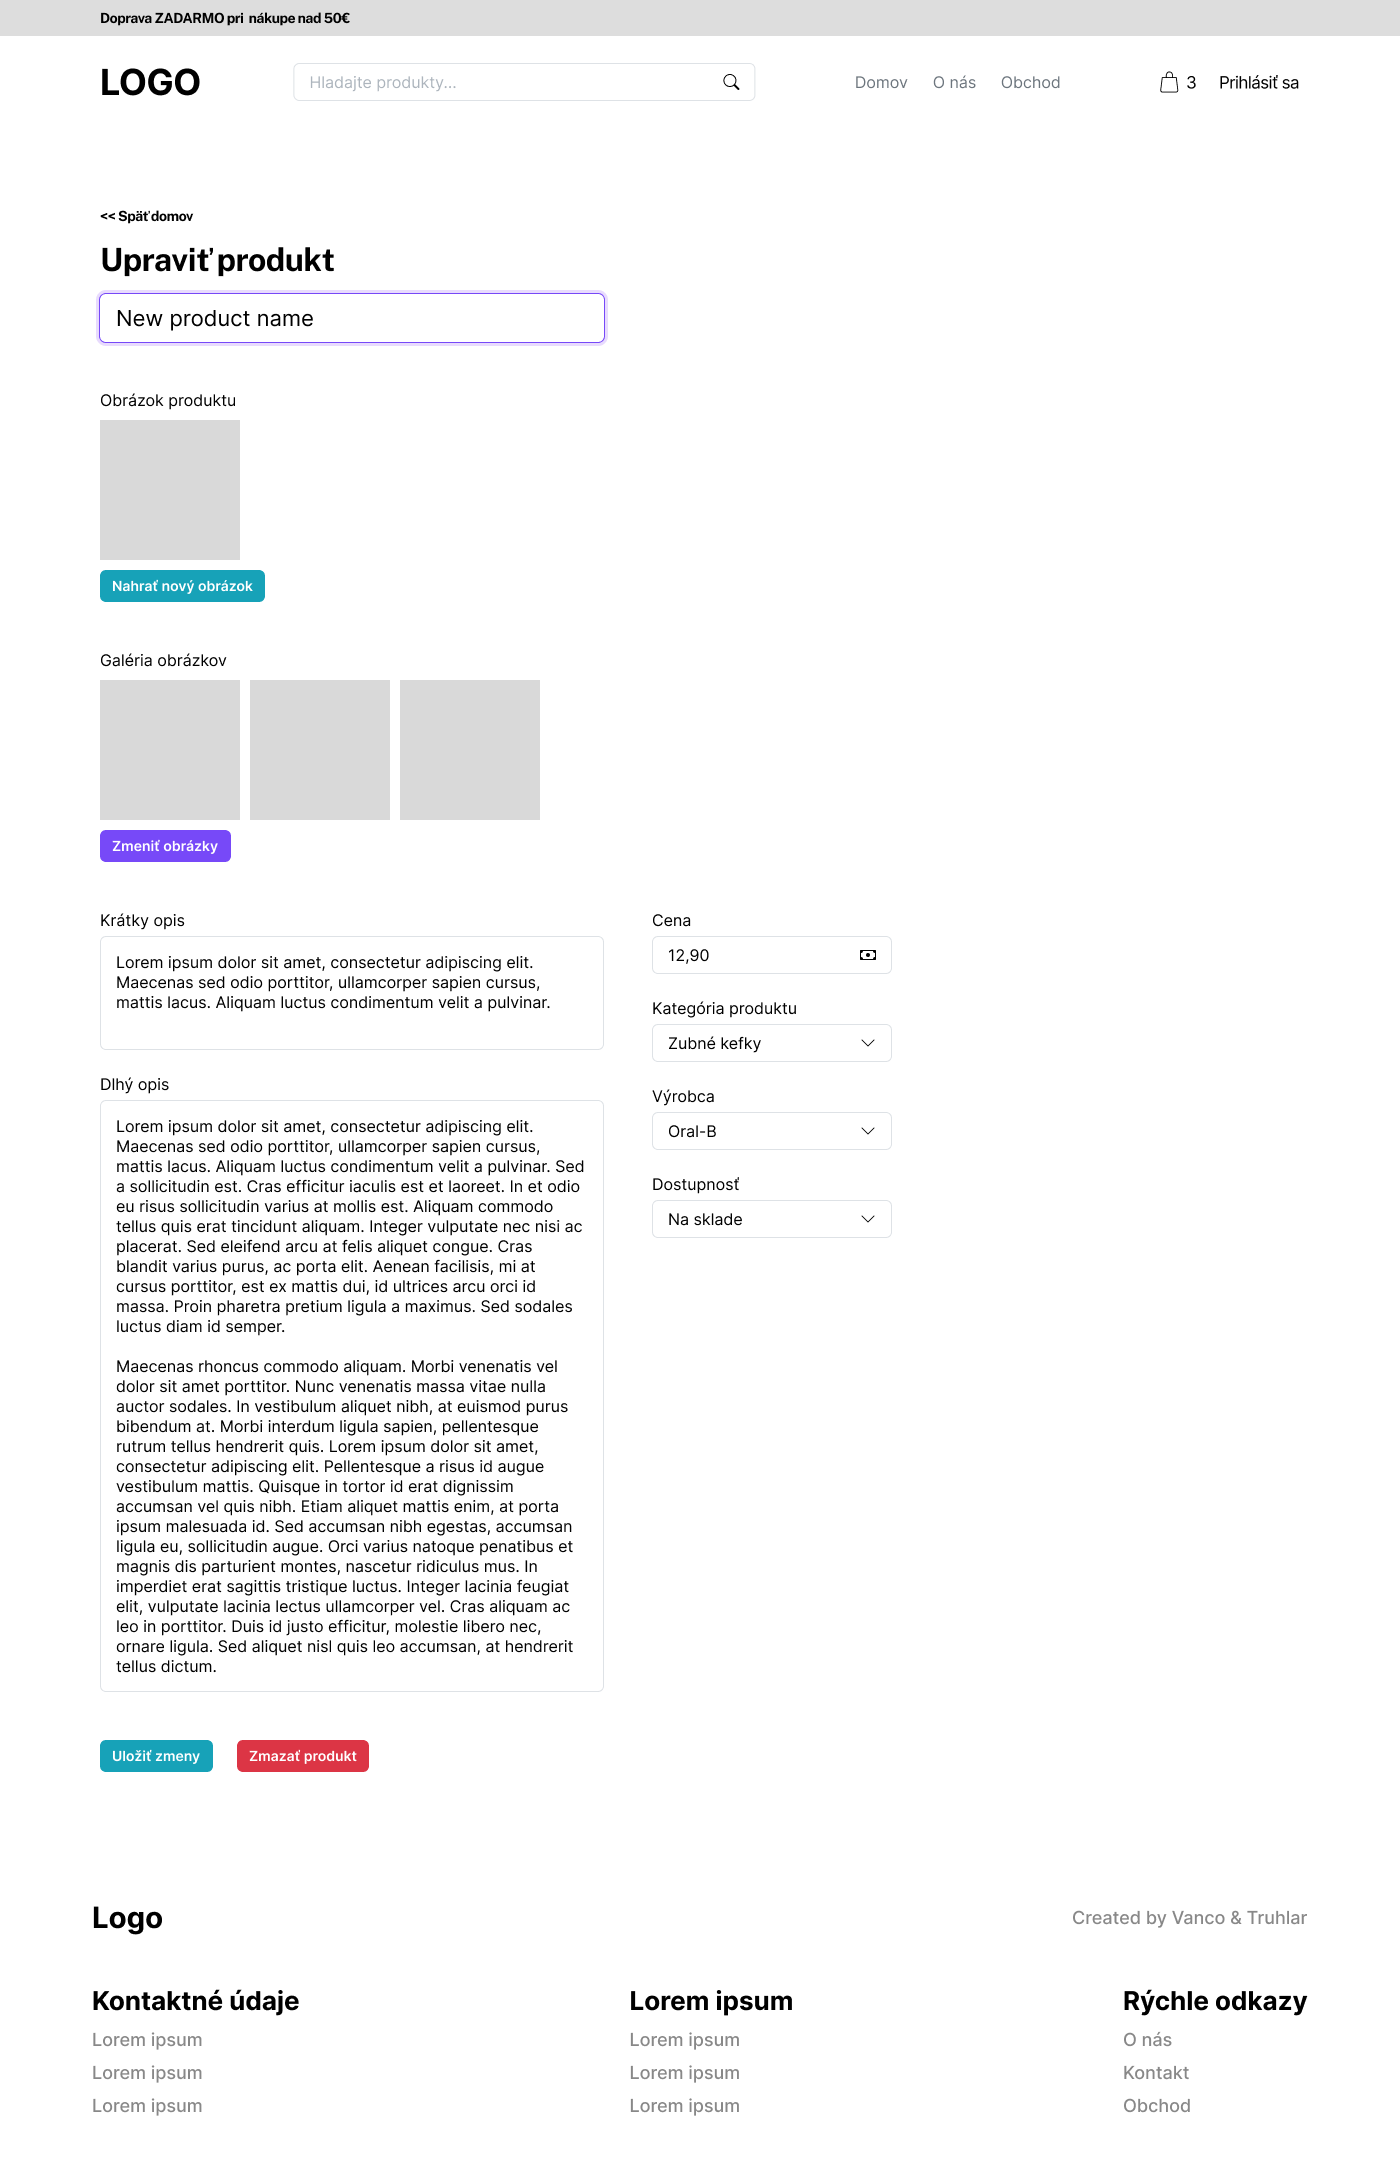 Doprava ZADARMO pri  nákupe nad 50€
LOGO
Hladajte produkty...
Domov
O nás
Obchod
3
Prihlásiť sa
<< Späť domov
Upraviť produkt
New product name
Obrázok produktu
Nahrať nový obrázok
Galéria obrázkov
Zmeniť obrázky
Krátky opis
Lorem ipsum dolor sit amet, consectetur adipiscing elit.
Maecenas sed odio porttitor, ullamcorper sapien cursus,
mattis lacus. Aliquam luctus condimentum velit a pulvinar.
Dlhý opis
Lorem ipsum dolor sit amet, consectetur adipiscing elit.
Maecenas sed odio porttitor, ullamcorper sapien cursus,
mattis lacus. Aliquam luctus condimentum velit a pulvinar. Sed
a sollicitudin est. Cras efficitur iaculis est et laoreet. In et odio
eu risus sollicitudin varius at mollis est. Aliquam commodo
tellus quis erat tincidunt aliquam. Integer vulputate nec nisi ac
placerat. Sed eleifend arcu at felis aliquet congue. Cras
blandit varius purus, ac porta elit. Aenean facilisis, mi at
cursus porttitor, est ex mattis dui, id ultrices arcu orci id
massa. Proin pharetra pretium ligula a maximus. Sed sodales
luctus diam id semper.
Maecenas rhoncus commodo aliquam. Morbi venenatis vel
dolor sit amet porttitor. Nunc venenatis massa vitae nulla
auctor sodales. In vestibulum aliquet nibh, at euismod purus
bibendum at. Morbi interdum ligula sapien, pellentesque
rutrum tellus hendrerit quis. Lorem ipsum dolor sit amet,
consectetur adipiscing elit. Pellentesque a risus id augue
vestibulum mattis. Quisque in tortor id erat dignissim
accumsan vel quis nibh. Etiam aliquet mattis enim, at porta
ipsum malesuada id. Sed accumsan nibh egestas, accumsan
ligula eu, sollicitudin augue. Orci varius natoque penatibus et
magnis dis parturient montes, nascetur ridiculus mus. In
imperdiet erat sagittis tristique luctus. Integer lacinia feugiat
elit, vulputate lacinia lectus ullamcorper vel. Cras aliquam ac
leo in porttitor. Duis id justo efficitur, molestie libero nec,
ornare ligula. Sed aliquet nisl quis leo accumsan, at hendrerit
tellus dictum.
Cena
12,90
Kategória produktu
Zubné kefky
Výrobca
Oral-B
Dostupnosť
Na sklade
Uložiť zmeny
Zmazať produkt
Logo
Created by Vanco & Truhlar
Kontaktné údaje
Lorem ipsum
Lorem ipsum
Lorem ipsum
Lorem ipsum
Lorem ipsum
Lorem ipsum
Lorem ipsum
Rýchle odkazy
O nás
Kontakt
Obchod